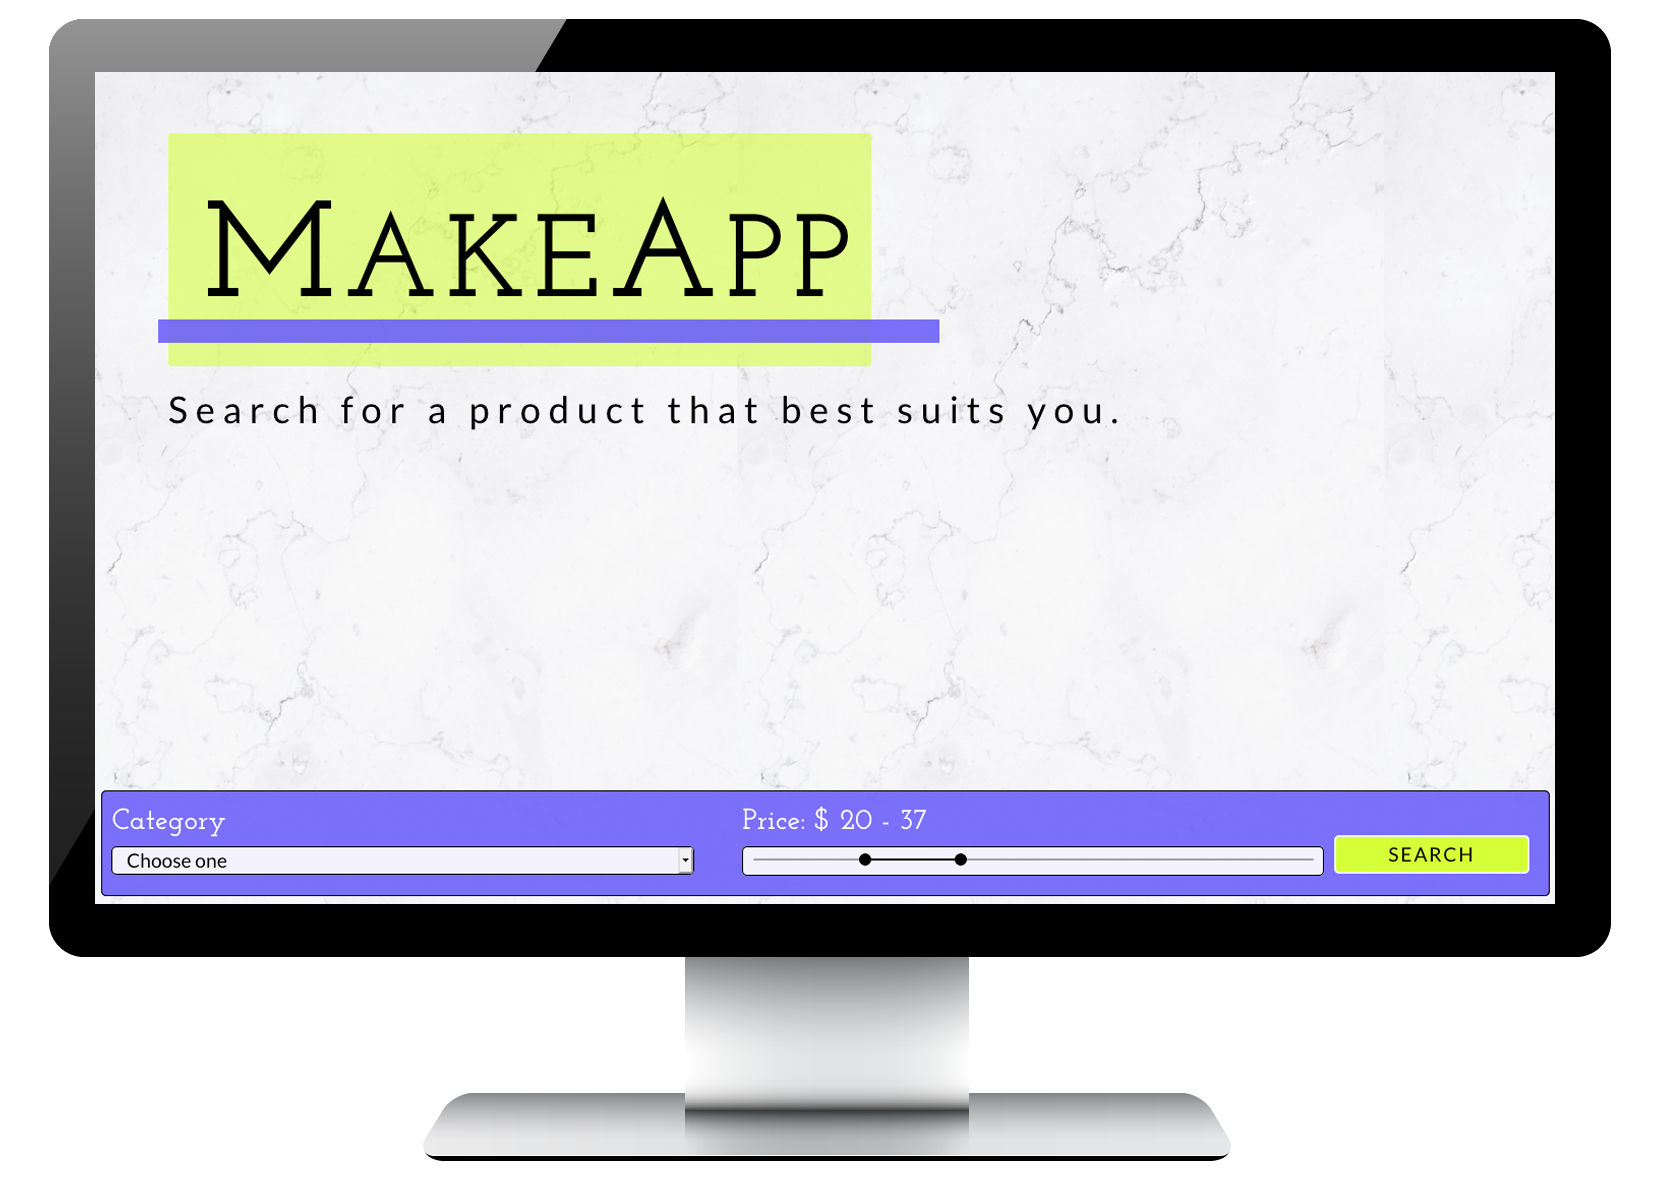 MAKEAPP
Search for a product that best suits you.
Category
Price: $ 20 - 37
Choose one
SEARCH